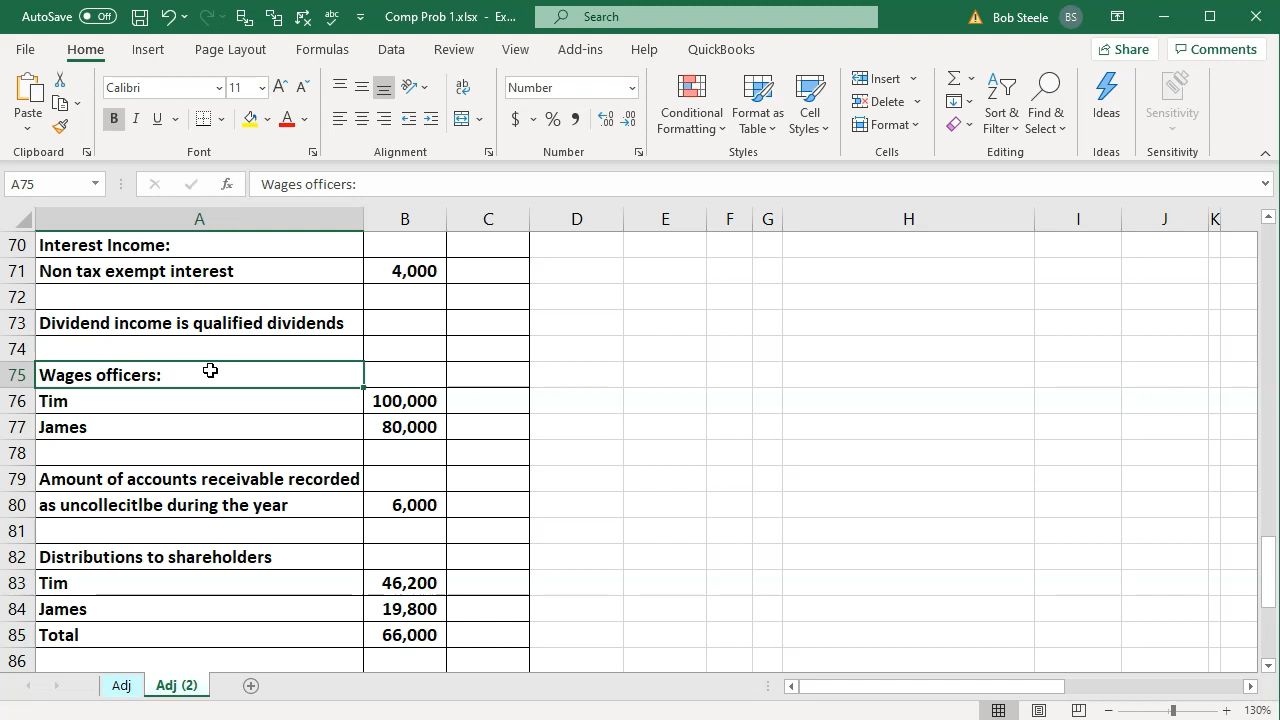 AutoSave Off Comp Prob 1.xlsx - Ex... Search Bob Steele BS
File Home Insert Page Layout Formulas Data Review View Add-ins Help QuickBooks Share Comments
Paste Calibri 11 A A B I U A ab Number $ % 9 Conditional Formatting Format as Table Cell Styles Insert Delete Format Sort & Filter Find & Select Ideas Sensitivity
Clipboard Font Alignment Number Styles Cells Editing Ideas Sensitivity
A75 fx Wages officers:
A B C D E F G H I J K
70 Interest Income:
71 Non tax exempt interest 4,000
72
73 Dividend income is qualified dividends
74
75 Wages officers:
76 Tim 100,000
77 James 80,000
78
79 Amount of accounts receivable recorded
80 as uncollecitlbe during the year 6,000
81
82 Distributions to shareholders
83 Tim 46,200
84 James 19,800
85 Total 66,000
86
Adj Adj (2)
130%